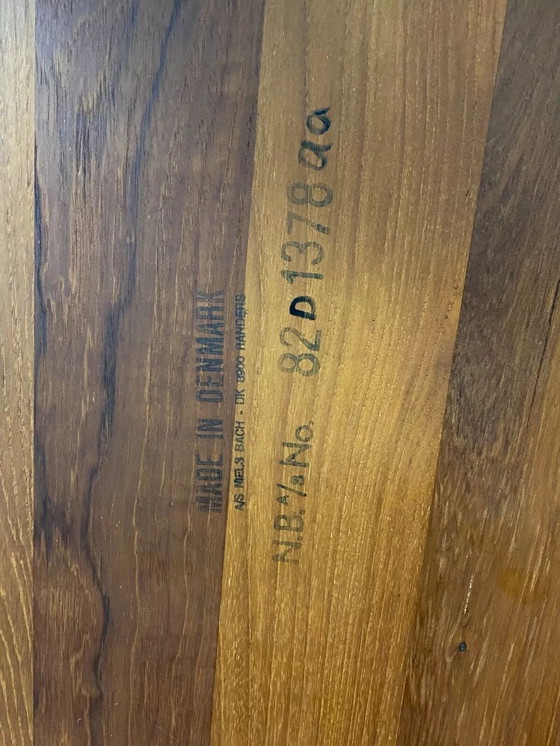 MADE IN DENMARK
A/S NIELS BACH - DK 8900 RANDERS
N.B. A/S No. 82 D 1378 aa